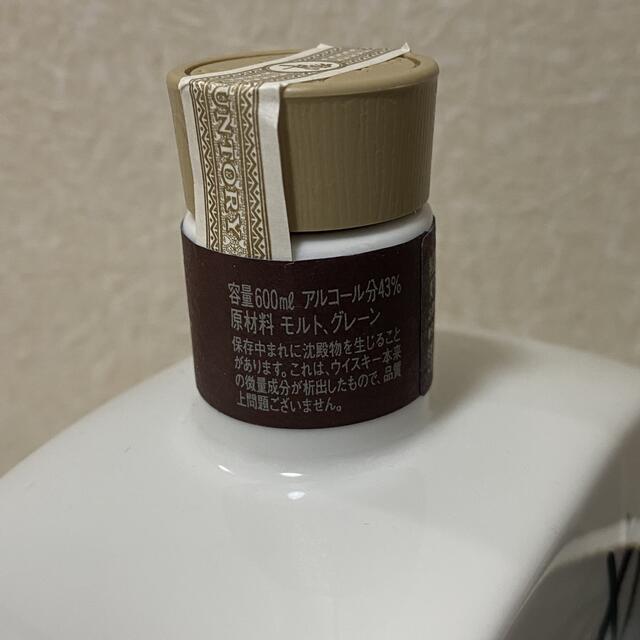 UNTORY
容量600㎖ アルコール分43%
原材料 モルト、グレーン
保存中まれに沈殿物を生じること
があります。これは、ウイスキー本来
の微量成分が析出したもので、品質
上問題ございません。